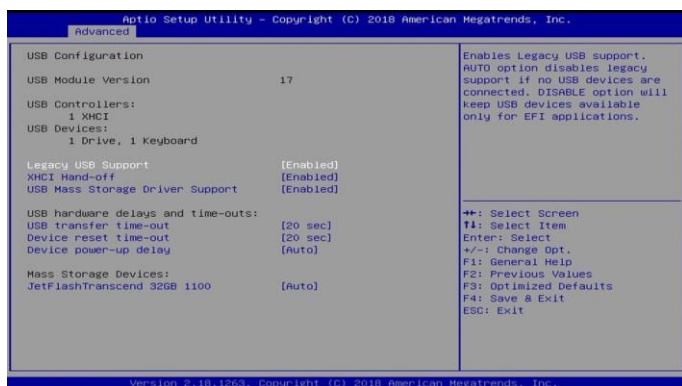 Aptio Setup Utility – Copyright (C) 2018 American Megatrends, Inc.
Advanced
USB Configuration
USB Module Version 17
USB Controllers:
1 XHCI
USB Devices:
1 Drive, 1 Keyboard
Legacy USB Support [Enabled]
XHCI Hand-off [Enabled]
USB Mass Storage Driver Support [Enabled]
USB hardware delays and time-outs:
USB transfer time-out [20 sec]
Device reset time-out [20 sec]
Device power-up delay [Auto]
Mass Storage Devices:
JetFlashTranscend 32GB 1100 [Auto]
Enables Legacy USB support.
AUTO option disables legacy
support if no USB devices are
connected. DISABLE option will
keep USB devices available
only for EFI applications.
→←: Select Screen
↑↓: Select Item
Enter: Select
+/-: Change Opt.
F1: General Help
F2: Previous Values
F3: Optimized Defaults
F4: Save & Exit
ESC: Exit
Version 2.18.1263. Copyright (C) 2018 American Megatrends, Inc.